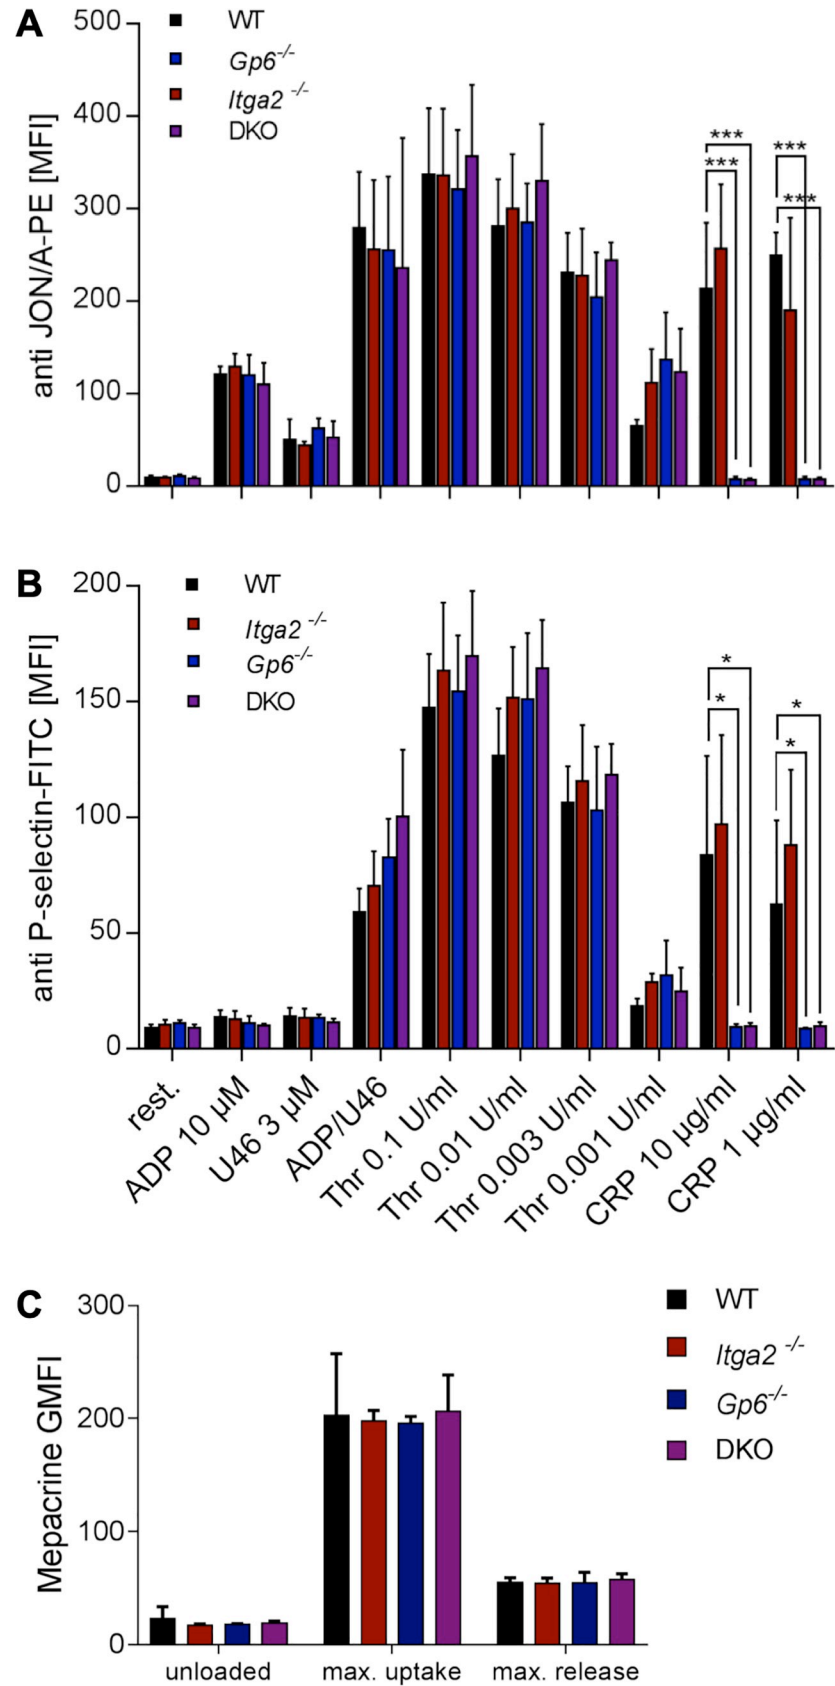 A
500
400
300
200
100
0
anti JON/A-PE [MFI]
WT
Gp6-/-
Itga2 -/-
DKO
***
***
***
***
B
200
150
100
50
0
anti P-selectin-FITC [MFI]
WT
Itga2 -/-
Gp6-/-
DKO
*
*
*
*
rest.
ADP 10 µM
U46 3 µM
ADP/U46
Thr 0.1 U/ml
Thr 0.01 U/ml
Thr 0.003 U/ml
Thr 0.001 U/ml
CRP 10 µg/ml
CRP 1 µg/ml
C
300
200
100
0
Mepacrine GMFI
WT
Itga2 -/-
Gp6-/-
DKO
unloaded
max. uptake
max. release